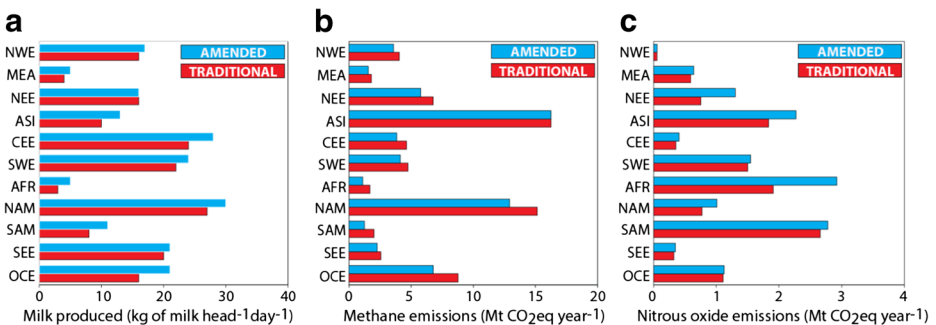 a
NWE
MEA
NEE
ASI
CEE
SWE
AFR
NAM
SAM
SEE
OCE
AMENDED
TRADITIONAL
0 10 20 30 40
Milk produced (kg of milk head-1day-1)
b
NWE
MEA
NEE
ASI
CEE
SWE
AFR
NAM
SAM
SEE
OCE
AMENDED
TRADITIONAL
0 5 10 15 20
Methane emissions (Mt CO2eq year-1)
c
NWE
MEA
NEE
ASI
CEE
SWE
AFR
NAM
SAM
SEE
OCE
AMENDED
TRADITIONAL
0 1 2 3 4
Nitrous oxide emissions (Mt CO2eq year-1)